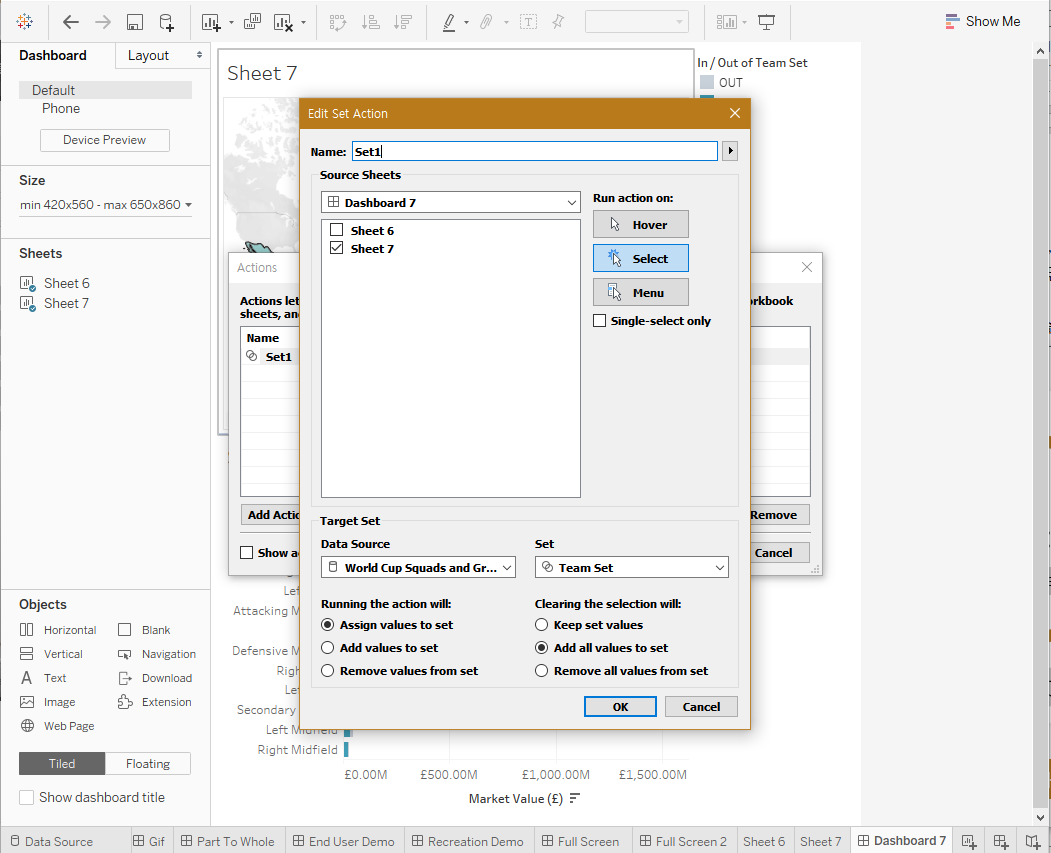 Show Me
Dashboard
Layout
Default
Phone
Device Preview
Size
min 420x560 - max 650x860
Sheets
Sheet 6
Sheet 7
Objects
Horizontal
Blank
Vertical
Navigation
Text
Download
Image
Extension
Web Page
Tiled
Floating
Show dashboard title
Sheet 7
In / Out of Team Set
OUT
Edit Set Action
Name:
Set1
Source Sheets
Dashboard 7
Sheet 6
Sheet 7
Run action on:
Hover
Select
Menu
Single-select only
Target Set
Data Source
Set
World Cup Squads and Gr...
Team Set
Running the action will:
Clearing the selection will:
Assign values to set
Keep set values
Add values to set
Add all values to set
Remove values from set
Remove all values from set
OK
Cancel
Actions
Actions let
sheets, and
Name
Set1
Add Actio
Remove
Show a
Cancel
Attacking M
Defensive M
Secondary
Left Midfield
Right Midfield
£0.00M
£500.00M
£1,000.00M
£1,500.00M
Market Value (£)
Data Source
Gif
Part To Whole
End User Demo
Recreation Demo
Full Screen
Full Screen 2
Sheet 6
Sheet 7
Dashboard 7